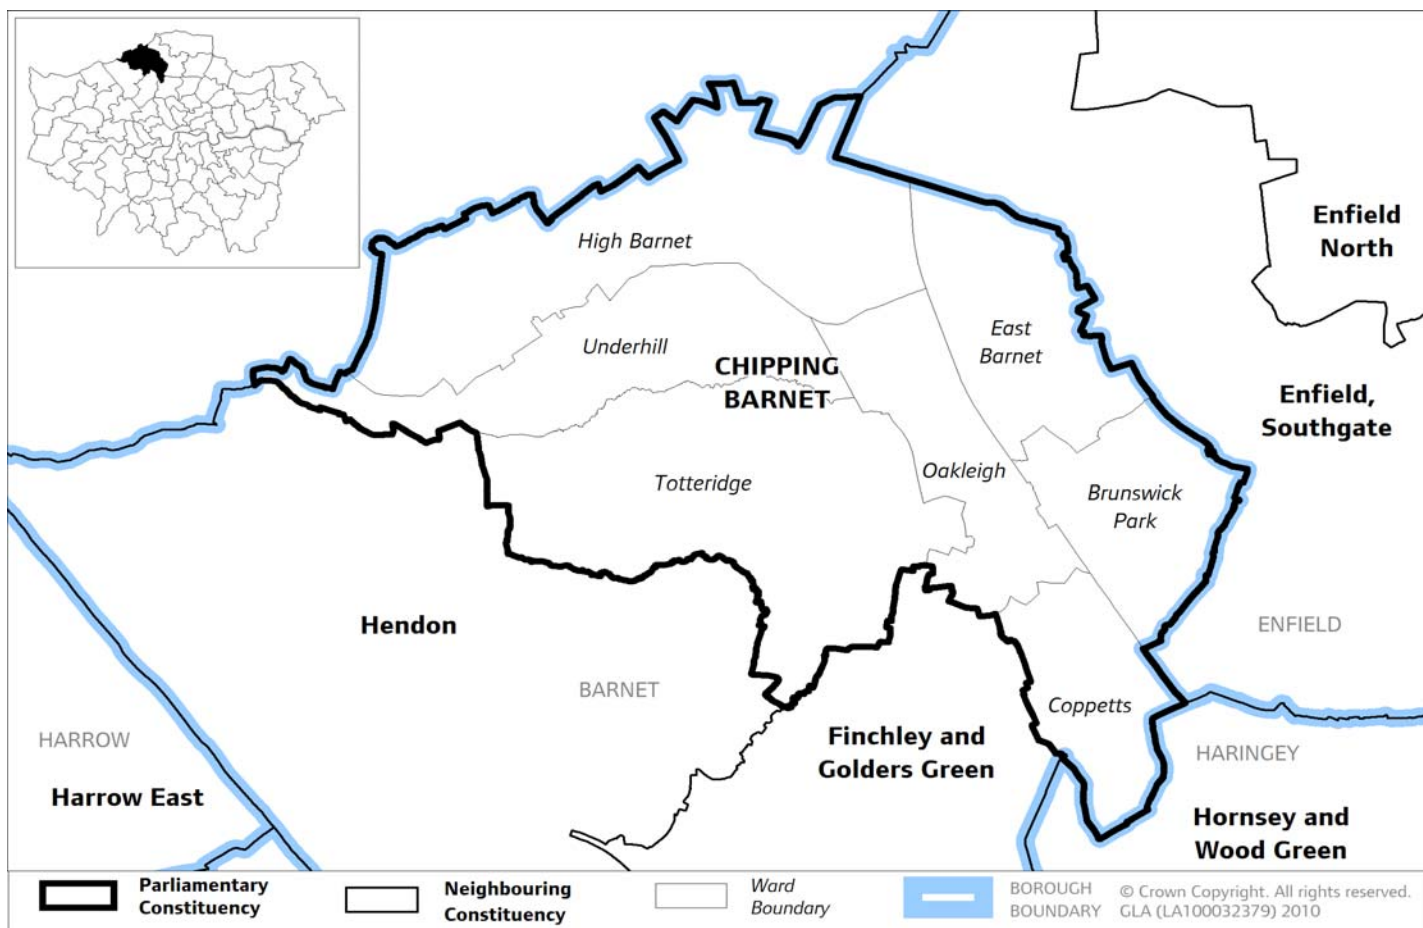 High Barnet
Enfield
North
Underhill
East
Barnet
CHIPPING
BARNET
Enfield,
Southgate
Totteridge
Oakleigh
Brunswick
Park
Hendon
ENFIELD
BARNET
Coppetts
HARROW
Finchley and
Golders Green
HARINGEY
Harrow East
Hornsey and
Wood Green
Parliamentary
Constituency
Neighbouring
Constituency
Ward
Boundary
BOROUGH
BOUNDARY
© Crown Copyright. All rights reserved.
GLA (LA100032379) 2010